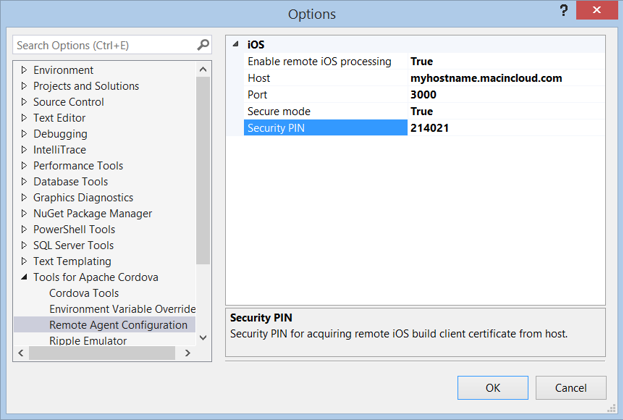 Options
?
Search Options (Ctrl+E)
Environment
Projects and Solutions
Source Control
Text Editor
Debugging
IntelliTrace
Performance Tools
Database Tools
Graphics Diagnostics
NuGet Package Manager
PowerShell Tools
SQL Server Tools
Text Templating
Tools for Apache Cordova
Cordova Tools
Environment Variable Override
Remote Agent Configuration
Ripple Emulator
iOS
Enable remote iOS processing True
Host myhostname.macincloud.com
Port 3000
Secure mode True
Security PIN 214021
Security PIN
Security PIN for acquiring remote iOS build client certificate from host.
OK Cancel